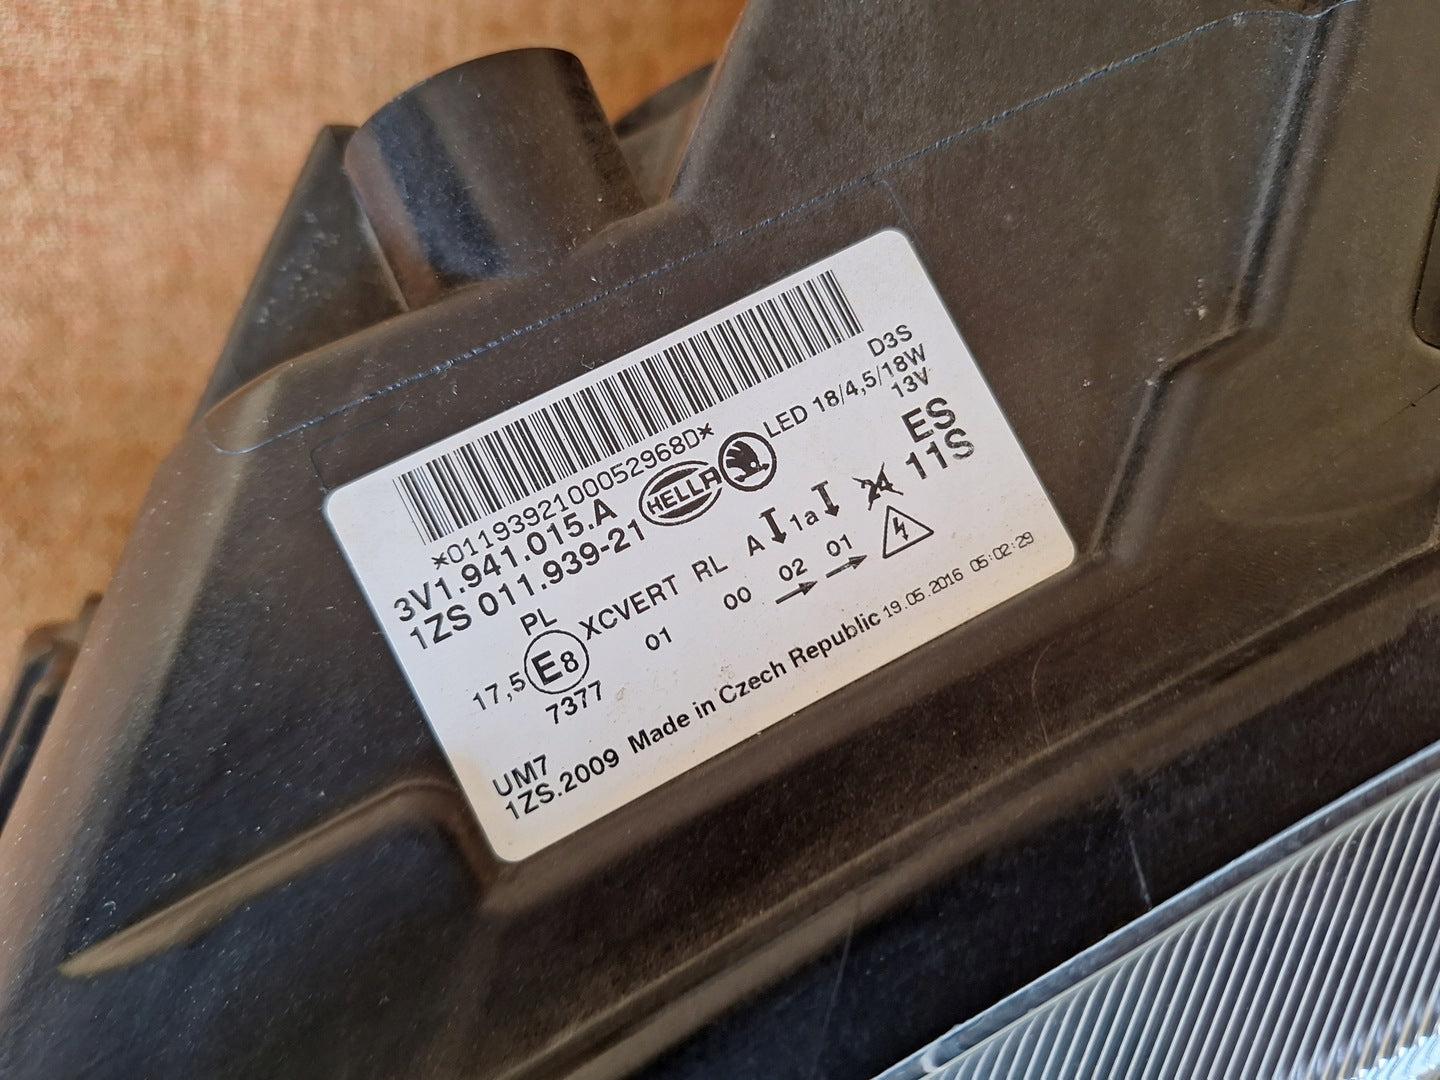 *01193921000052968D*
3V1.941.015.A
1ZS 011.939-21
HELLA
D3S
LED 18/4,5/18W
13V
ES
11S
PL
17,5 E8 XCVERT RL A 1a 24
7377 01 00 02 01
UM7
1ZS.2009 Made in Czech Republic 19.05.2016 05:02:29